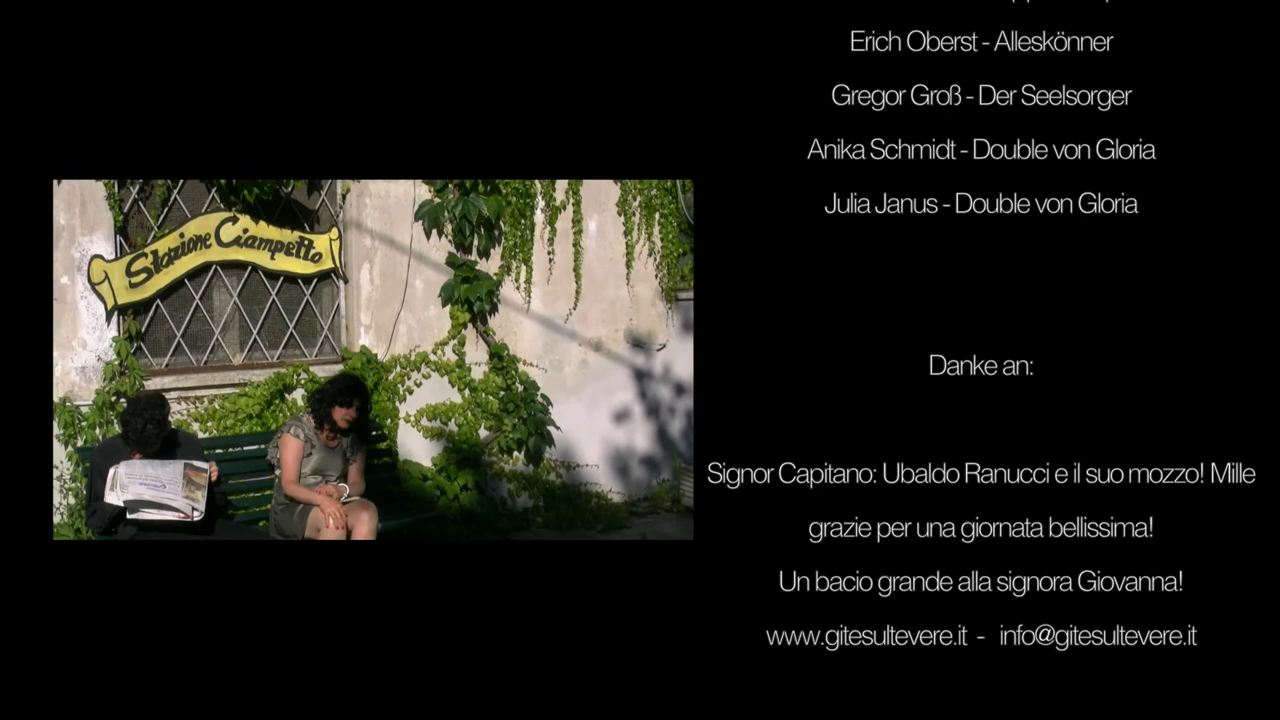 Erich Oberst - Alleskönner
Gregor Groß - Der Seelsorger
Anika Schmidt - Double von Gloria
Julia Janus - Double von Gloria
Stazione Ciampetto
Danke an:
Signor Capitano: Ubaldo Ranucci e il suo mozzo! Mille
grazie per una giornata bellissima!
Un bacio grande alla signora Giovanna!
www.gitesultevere.it - info@gitesultevere.it